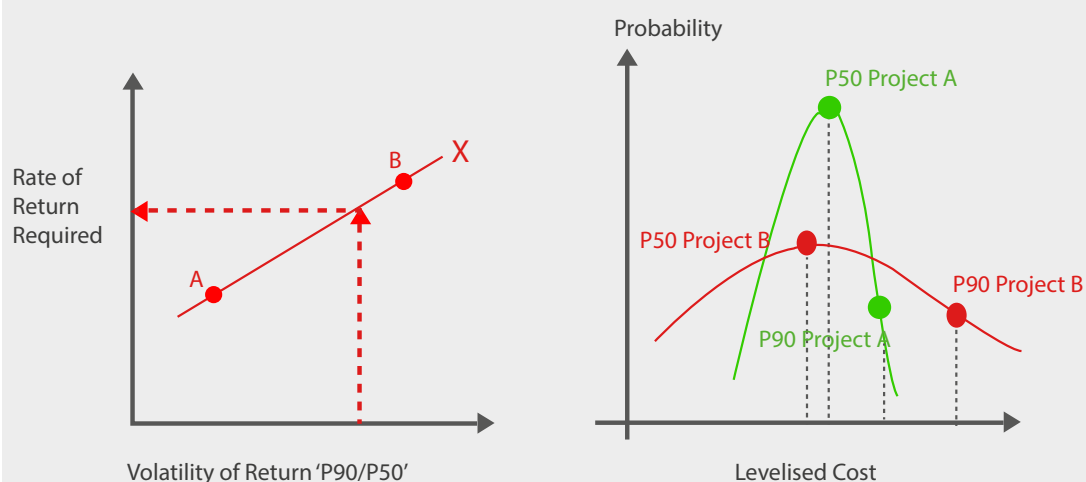 Rate of
Return
Required
A
B
X
Volatility of Return ‘P90/P50’
Probability
P50 Project A
P50 Project B
P90 Project B
P90 Project A
Levelised Cost